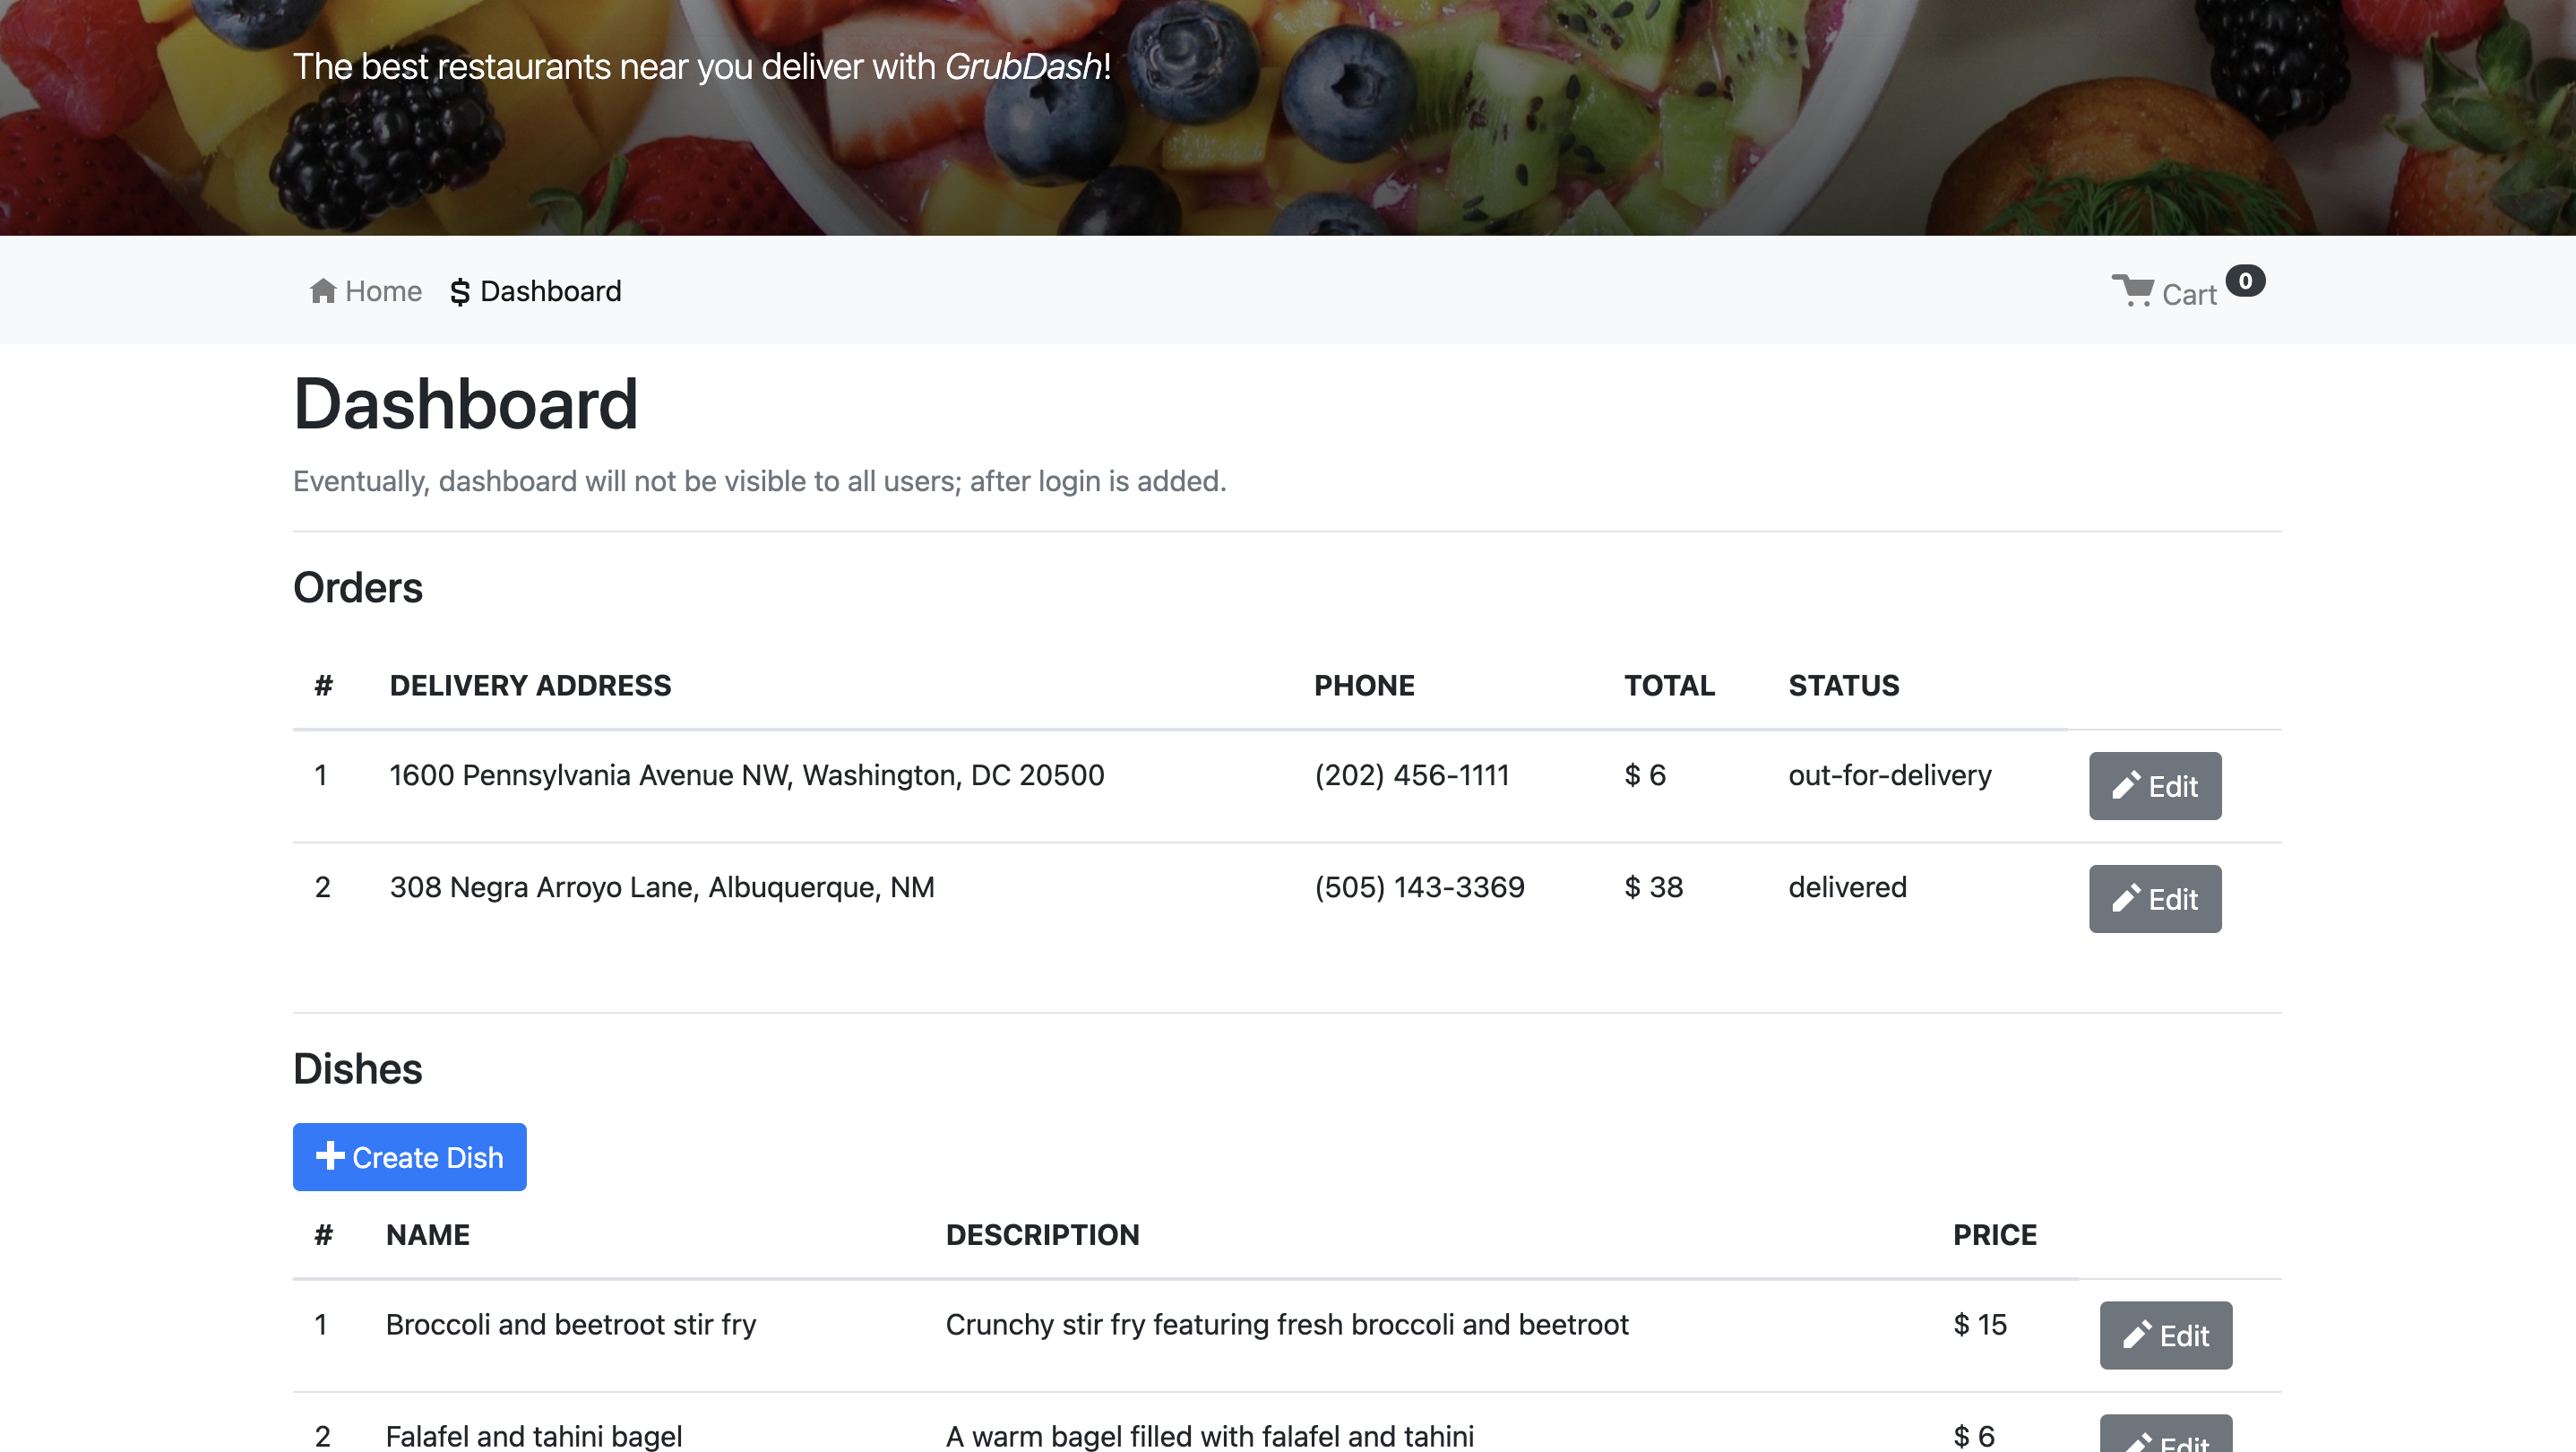 The best restaurants near you deliver with GrubDash!
Home $ Dashboard Cart 0
Dashboard
Eventually, dashboard will not be visible to all users; after login is added.
Orders
# DELIVERY ADDRESS PHONE TOTAL STATUS
1 1600 Pennsylvania Avenue NW, Washington, DC 20500 (202) 456-1111 $ 6 out-for-delivery Edit
2 308 Negra Arroyo Lane, Albuquerque, NM (505) 143-3369 $ 38 delivered Edit
Dishes
Create Dish
# NAME DESCRIPTION PRICE
1 Broccoli and beetroot stir fry Crunchy stir fry featuring fresh broccoli and beetroot $ 15 Edit
2 Falafel and tahini bagel A warm bagel filled with falafel and tahini $ 6 Edit